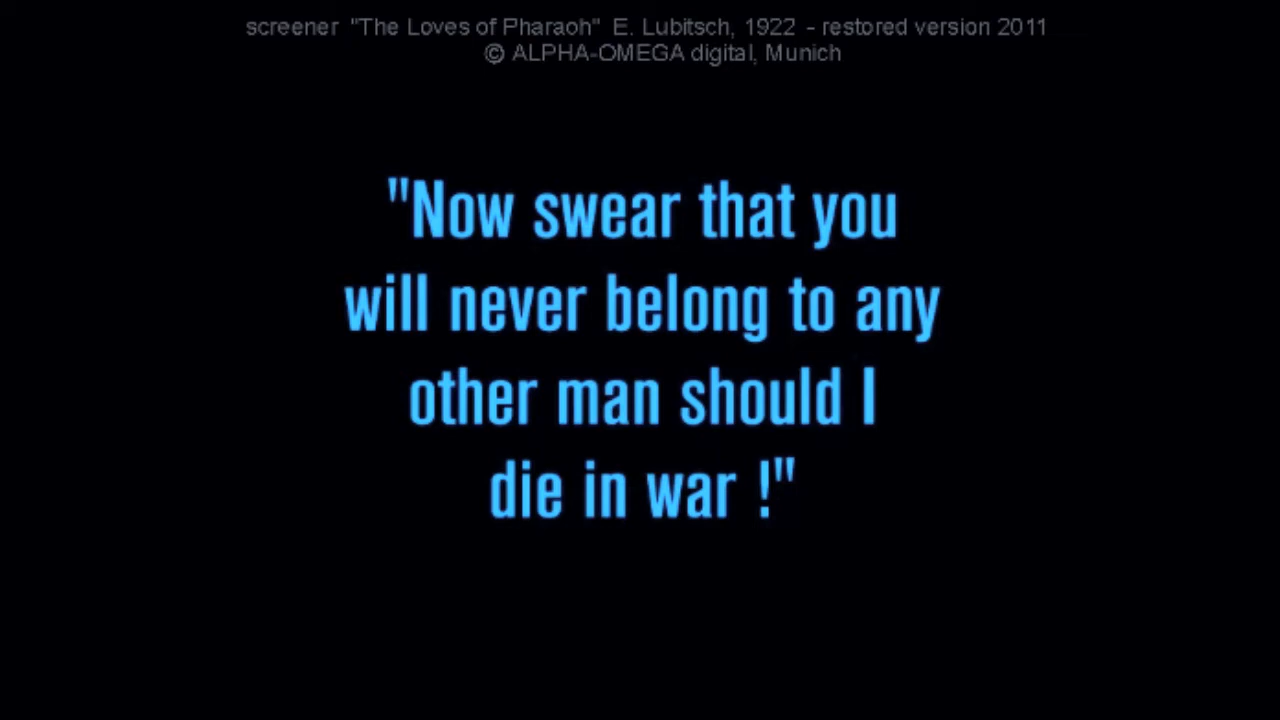 screener "The Loves of Pharaoh" E. Lubitsch, 1922 - restored version 2011
© ALPHA-OMEGA digital, Munich
"Now swear that you
will never belong to any
other man should I
die in war !"